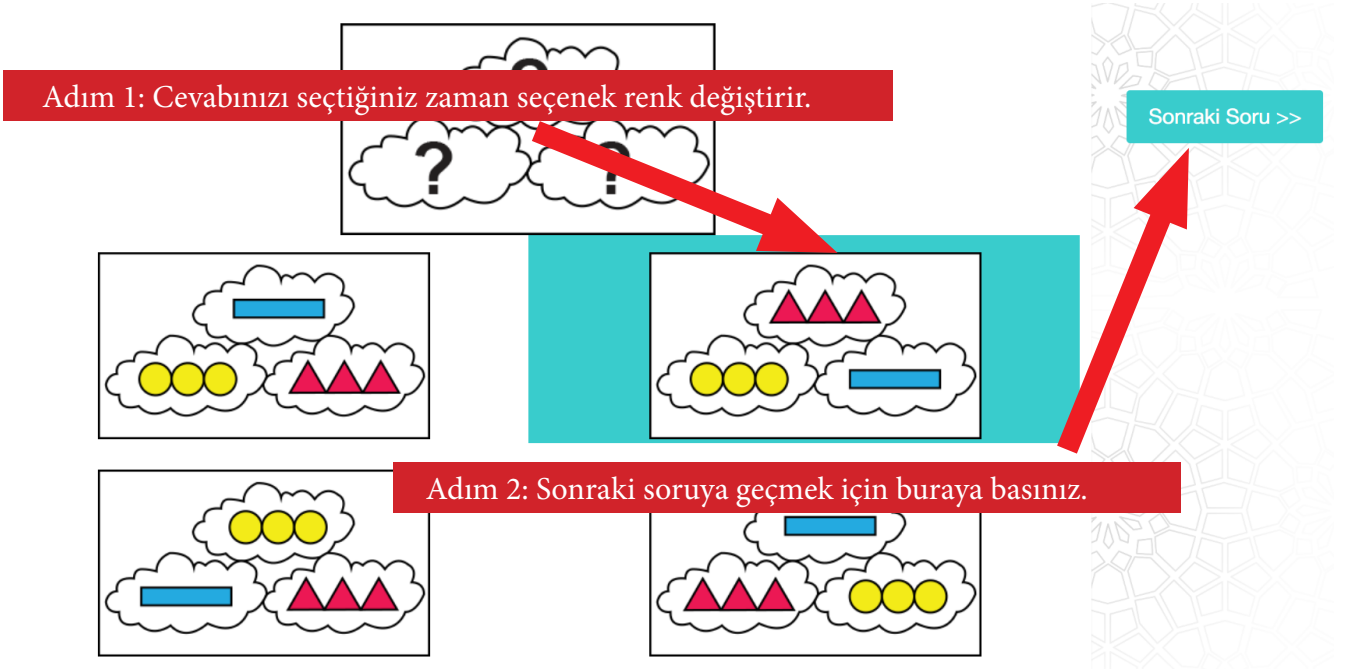 ?
Adım 1: Cevabınızı seçtiğiniz zaman seçenek renk değiştirir.
Sonraki Soru >>
? ?
Adım 2: Sonraki soruya geçmek için buraya basınız.